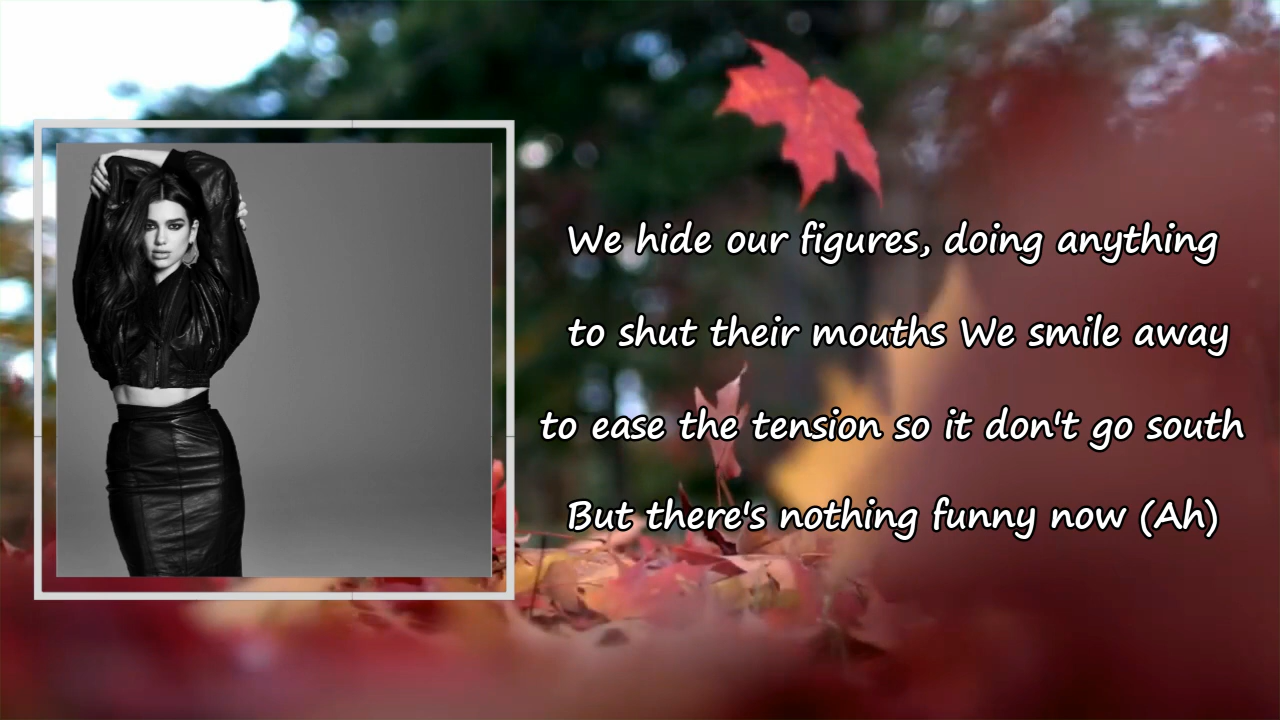 We hide our figures, doing anything
to shut their mouths We smile away
to ease the tension so it don't go south
But there's nothing funny now (Ah)